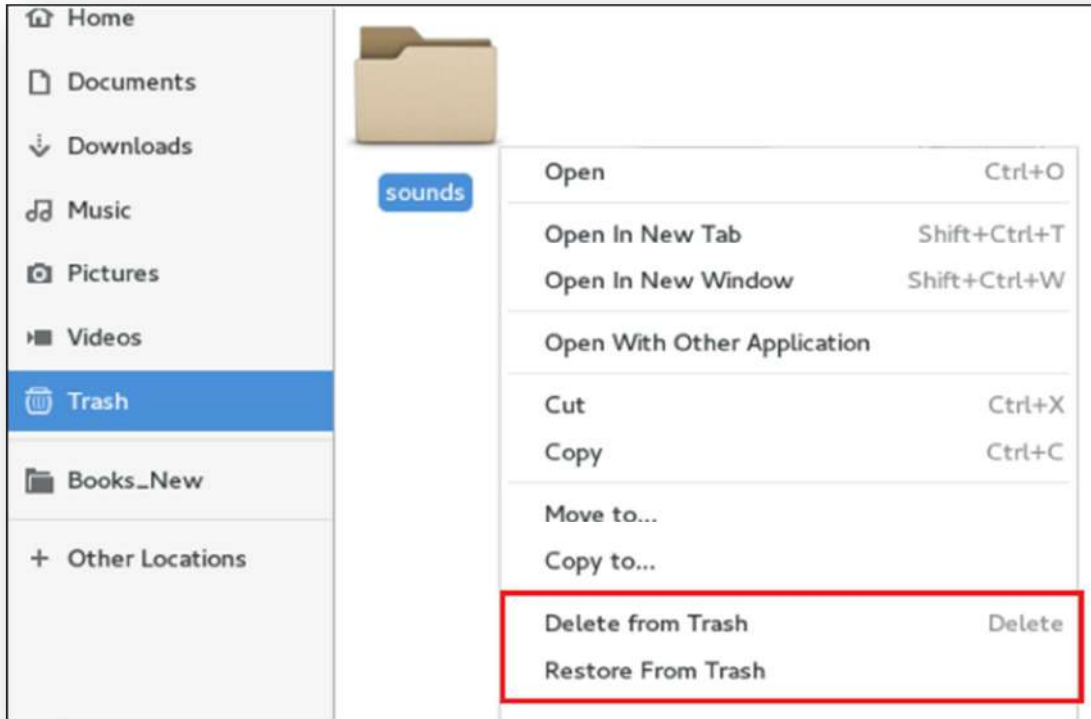 Home
Documents
Downloads
Music
Pictures
Videos
Trash
Books_New
+ Other Locations
sounds
Open Ctrl+O
Open In New Tab Shift+Ctrl+T
Open In New Window Shift+Ctrl+W
Open With Other Application
Cut Ctrl+X
Copy Ctrl+C
Move to...
Copy to...
Delete from Trash Delete
Restore From Trash